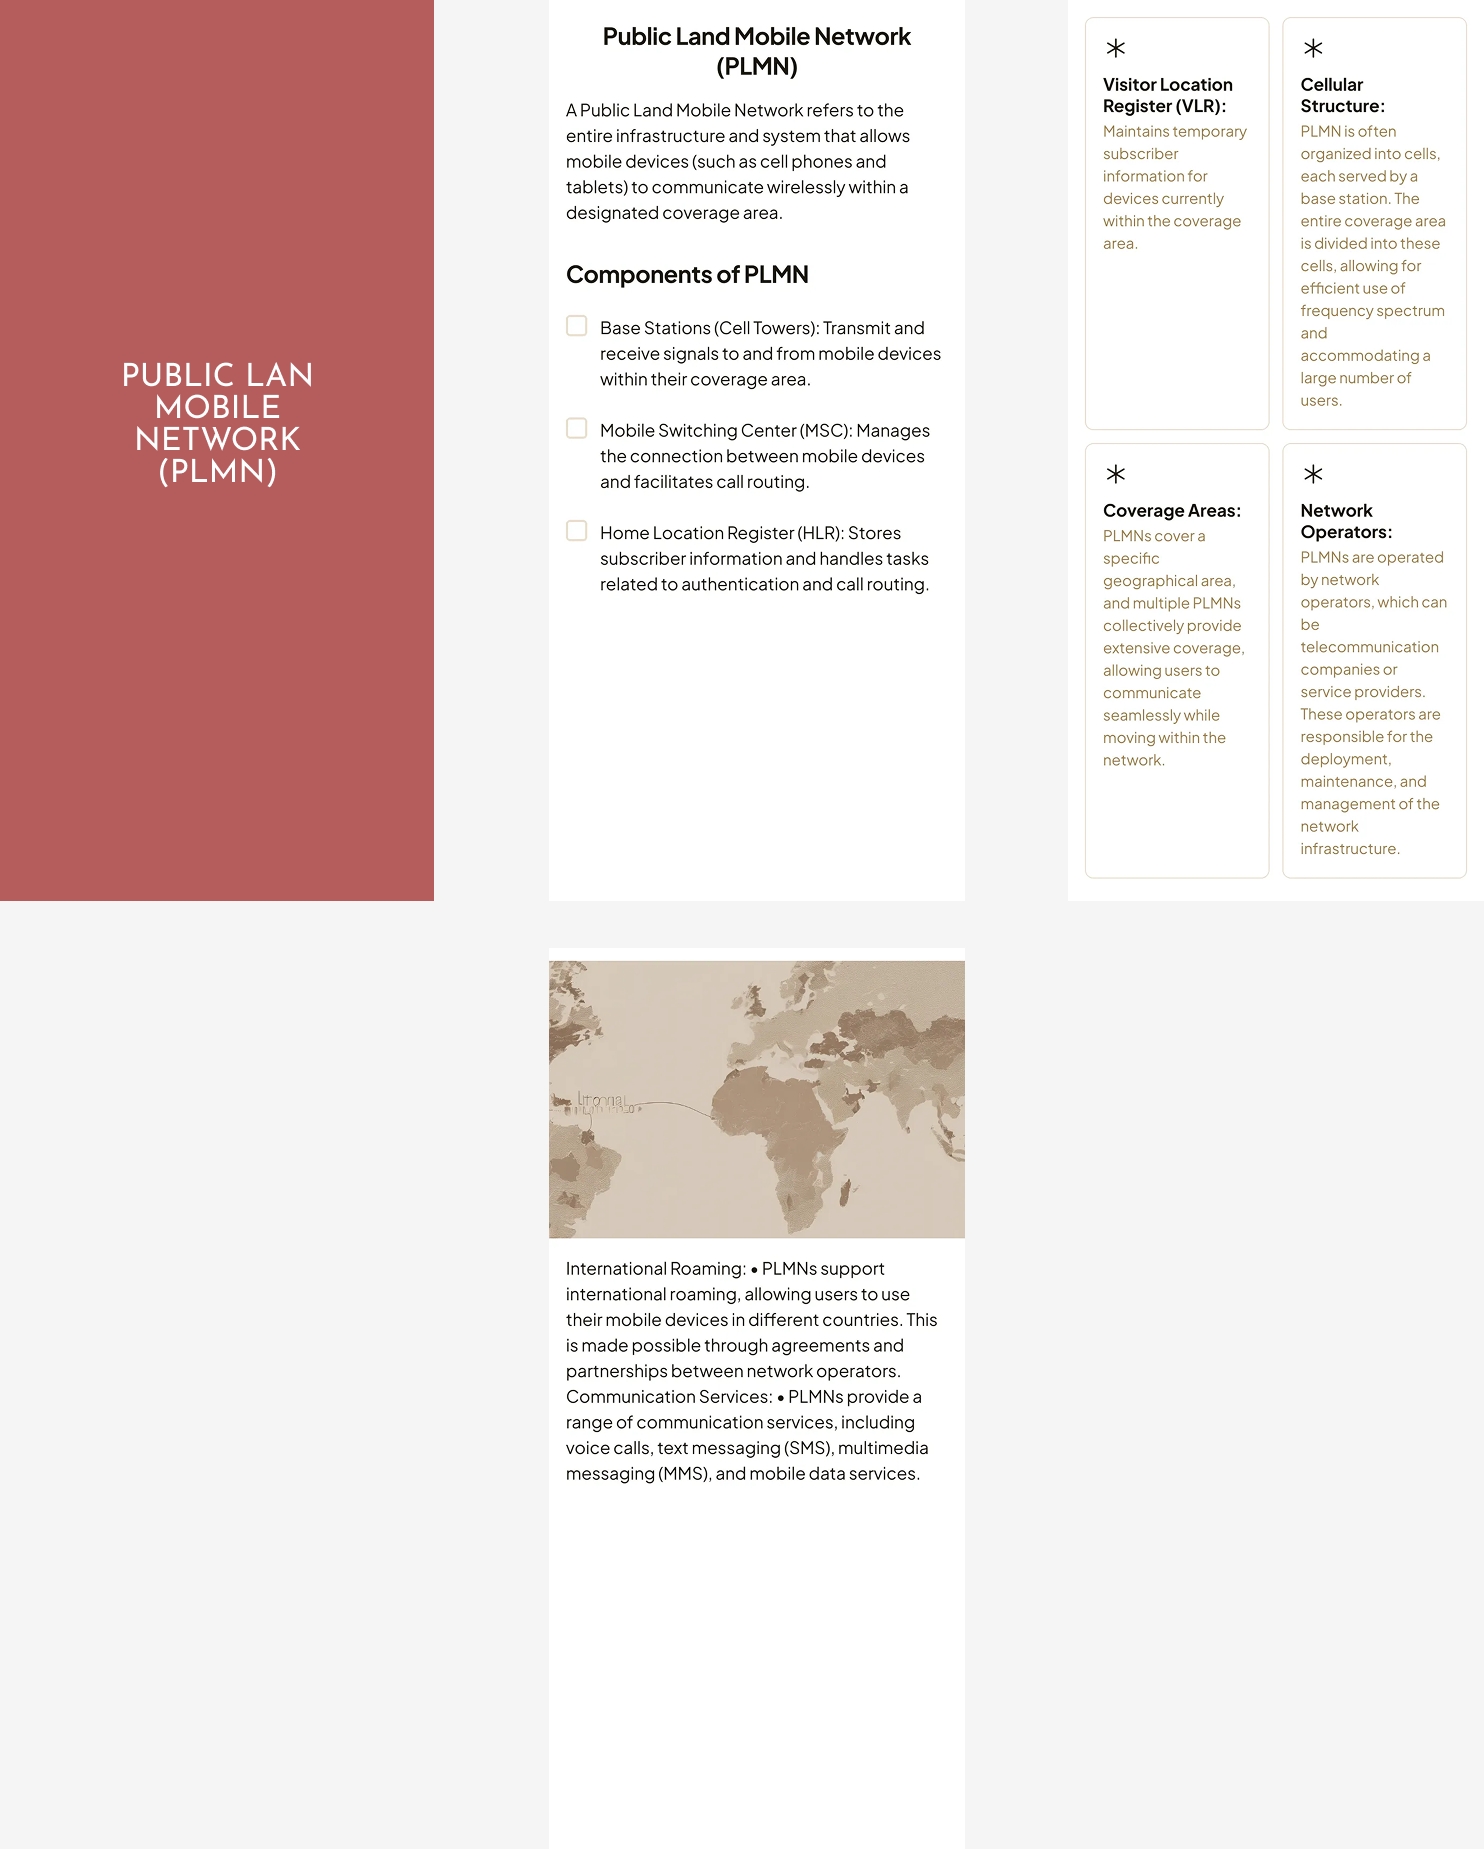 PUBLIC LAN
MOBILE
NETWORK
(PLMN)
Public Land Mobile Network
(PLMN)
A Public Land Mobile Network refers to the
entire infrastructure and system that allows
mobile devices (such as cell phones and
tablets) to communicate wirelessly within a
designated coverage area.
Components of PLMN
Base Stations (Cell Towers): Transmit and
receive signals to and from mobile devices
within their coverage area.
Mobile Switching Center (MSC): Manages
the connection between mobile devices
and facilitates call routing.
Home Location Register (HLR): Stores
subscriber information and handles tasks
related to authentication and call routing.
Visitor Location
Register (VLR):
Maintains temporary
subscriber
information for
devices currently
within the coverage
area.
Cellular
Structure:
PLMN is often
organized into cells,
each served by a
base station. The
entire coverage area
is divided into these
cells, allowing for
efficient use of
frequency spectrum
and
accommodating a
large number of
users.
Coverage Areas:
PLMNs cover a
specific
geographical area,
and multiple PLMNs
collectively provide
extensive coverage,
allowing users to
communicate
seamlessly while
moving within the
network.
Network
Operators:
PLMNs are operated
by network
operators, which can
be
telecommunication
companies or
service providers.
These operators are
responsible for the
deployment,
maintenance, and
management of the
network
infrastructure.
International Roaming: • PLMNs support
international roaming, allowing users to use
their mobile devices in different countries. This
is made possible through agreements and
partnerships between network operators.
Communication Services: • PLMNs provide a
range of communication services, including
voice calls, text messaging (SMS), multimedia
messaging (MMS), and mobile data services.